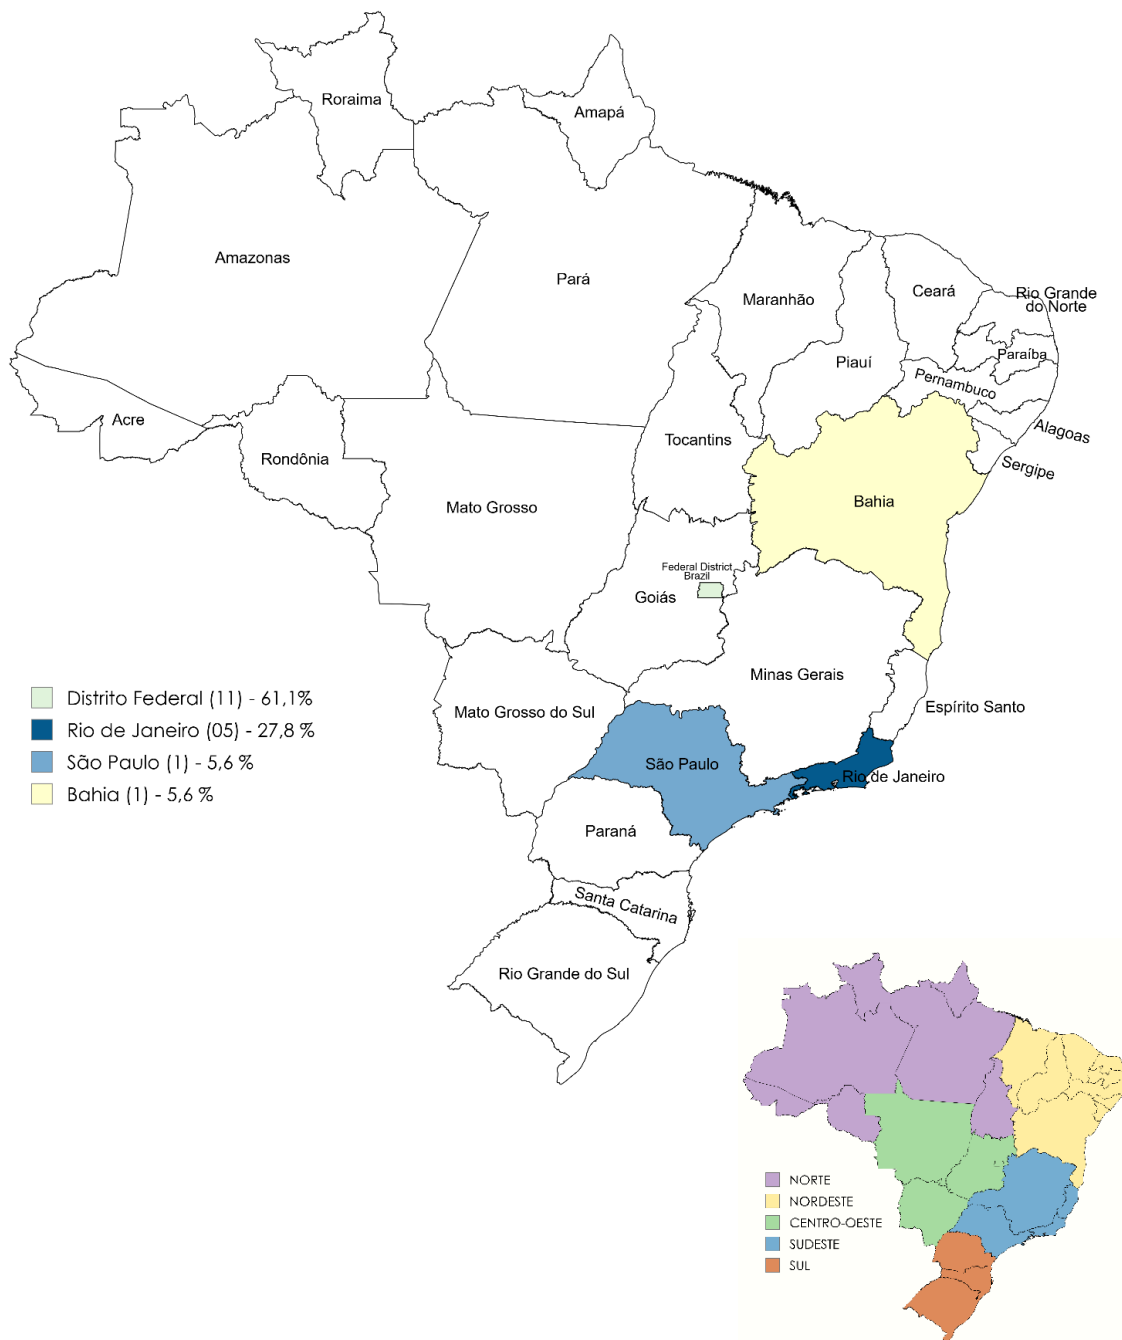 Roraima
Amapá
Amazonas
Pará
Maranhão
Ceará
Rio Grande
do Norte
Paraíba
Piauí
Pernambuco
Acre
Alagoas
Tocantins
Rondônia
Sergipe
Mato Grosso
Bahia
Federal District
Brazil
Goiás
Minas Gerais
Mato Grosso do Sul
Espírito Santo
São Paulo
Rio de Janeiro
Paraná
Santa Catarina
Rio Grande do Sul
Distrito Federal (11) - 61,1%
Rio de Janeiro (05) - 27,8 %
São Paulo (1) - 5,6 %
Bahia (1) - 5,6 %
NORTE
NORDESTE
CENTRO-OESTE
SUDESTE
SUL